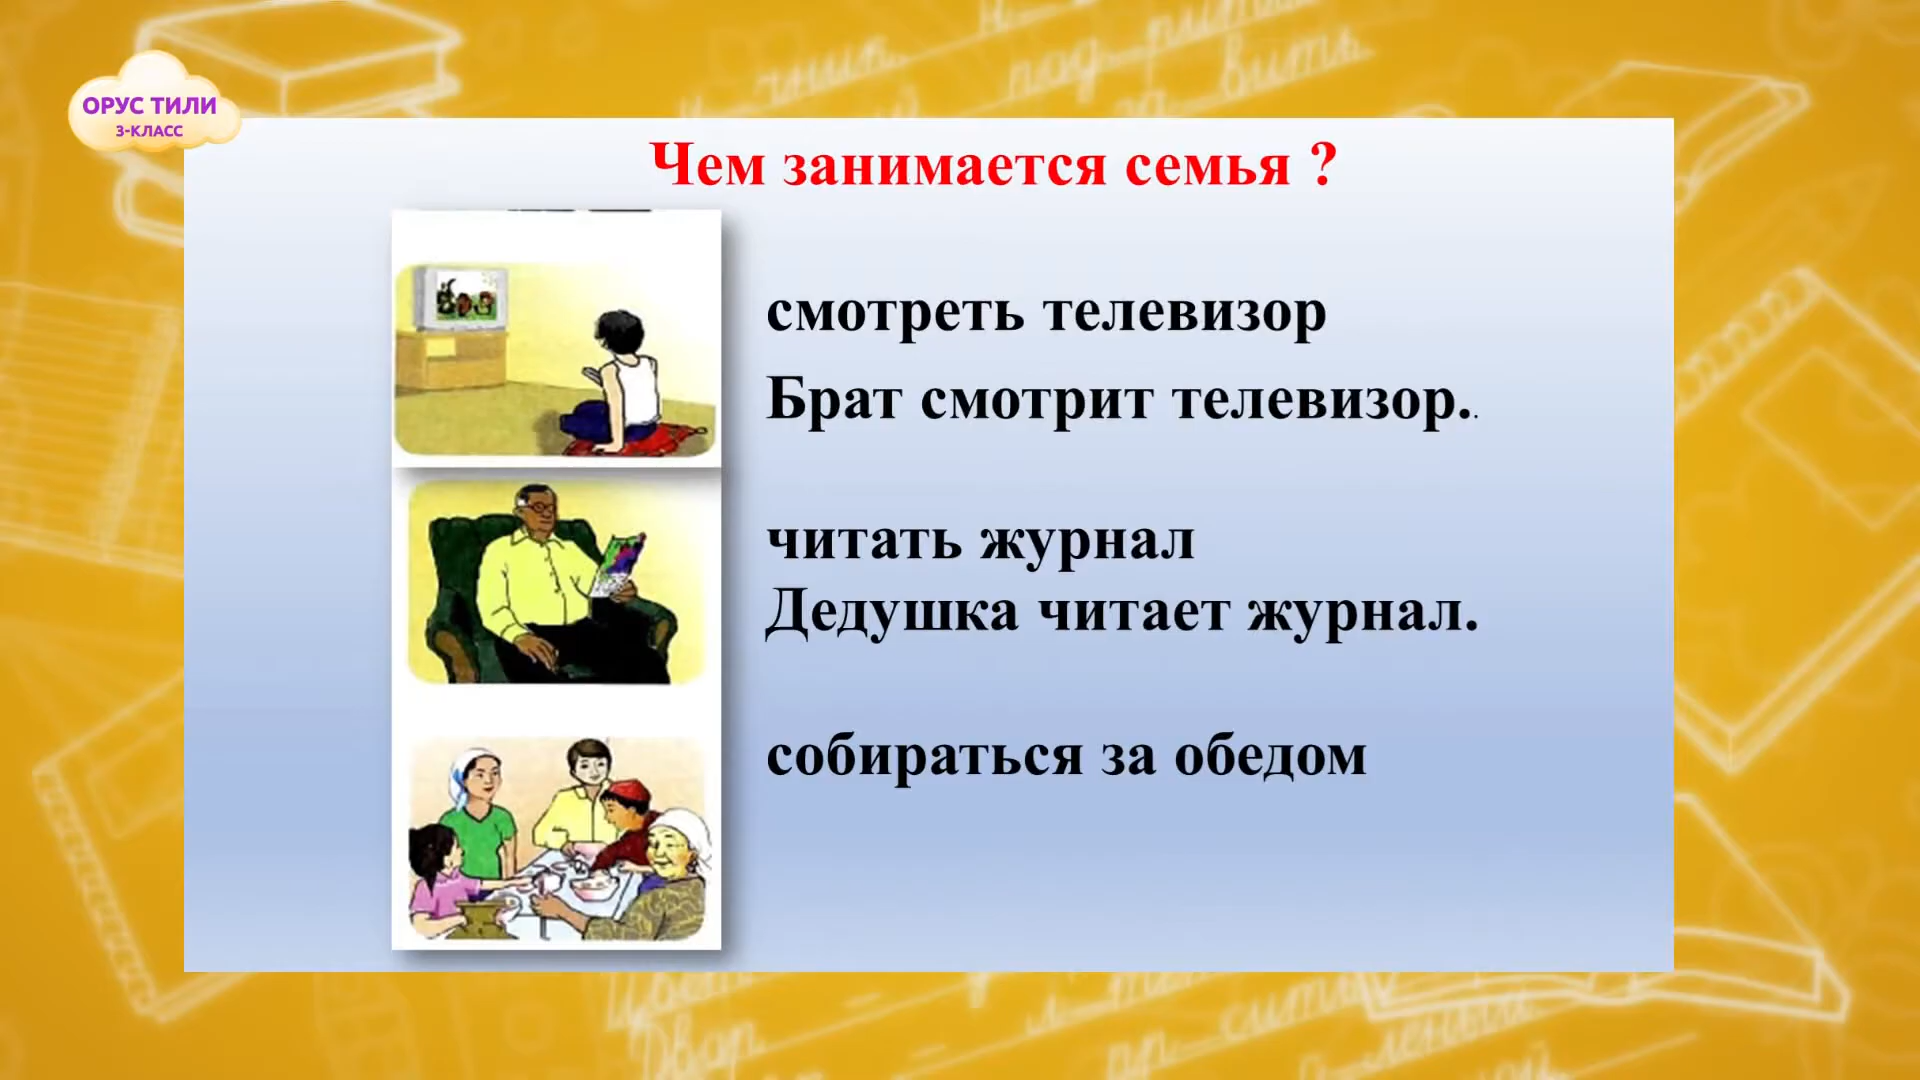 ОРУС ТИЛИ
3-КЛАСС
Чем занимается семья ?
смотреть телевизор
Брат смотрит телевизор..
читать журнал
Дедушка читает журнал.
собираться за обедом